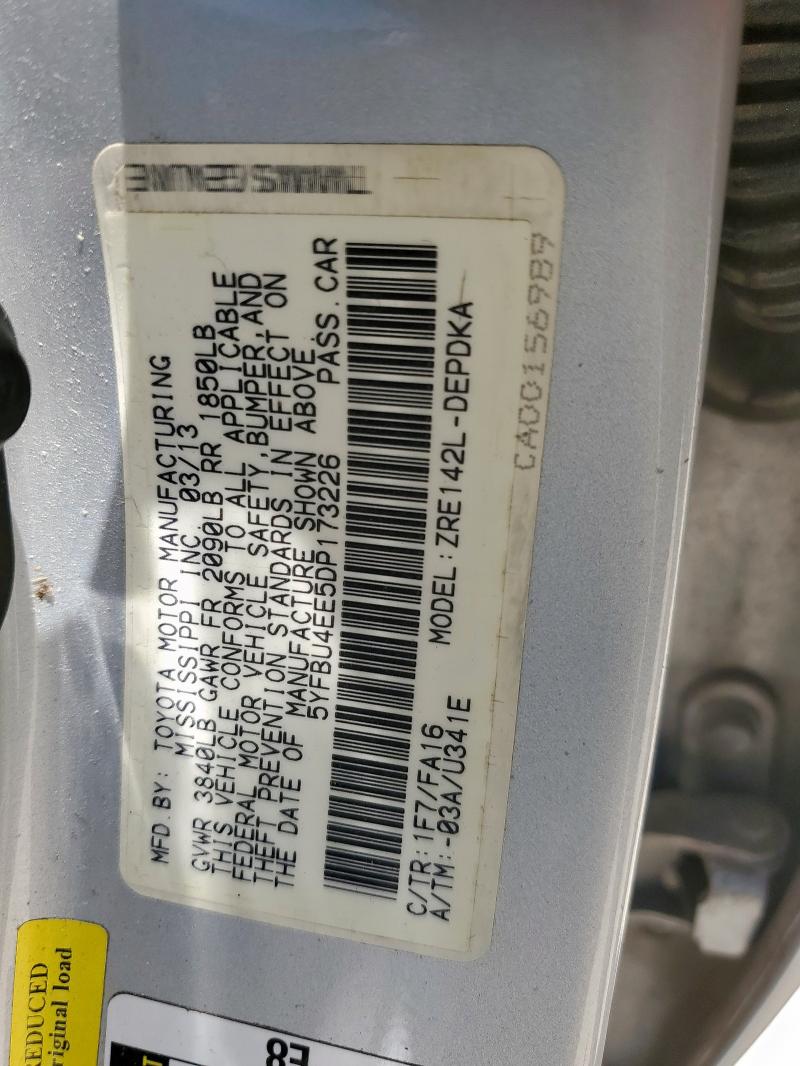 MFD.BY: TOYOTA MOTOR MANUFACTURING
MISSISSIPPI INC. 03/13
GVWR 3840LB GAWR FR 2090LB RR 1850LB
THIS VEHICLE CONFORMS TO ALL APPLICABLE
FEDERAL MOTOR VEHICLE SAFETY,BUMPER,AND
THEFT PREVENTION STANDARDS IN EFFECT ON
THE DATE OF MANUFACTURE SHOWN ABOVE.
5YFBU4EE5DP173226 PASS.CAR
C/TR:1F7/FA16 MODEL:ZRE142L-DEPDKA
A/TM:-03A/U341E
CA00156989
REDUCED
original load